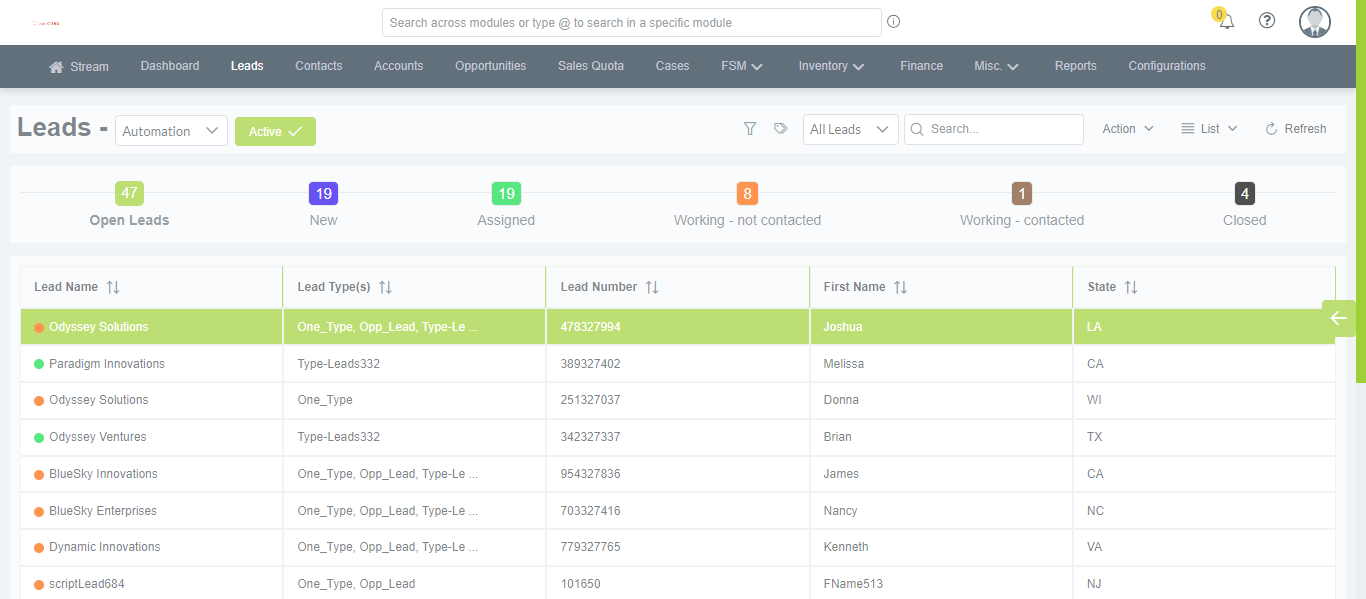 Search across modules or type @ to search in a specific module
0
Stream Dashboard Leads Contacts Accounts Opportunities Sales Quota Cases FSM Inventory Finance Misc. Reports Configurations
Leads - Automation Active All Leads Search... Action List Refresh
47 19 19 8 1 4
Open Leads New Assigned Working - not contacted Working - contacted Closed
Lead Name Lead Type(s) Lead Number First Name State
Odyssey Solutions One_Type, Opp_Lead, Type-Le ... 478327994 Joshua LA
Paradigm Innovations Type-Leads332 389327402 Melissa CA
Odyssey Solutions One_Type 251327037 Donna WI
Odyssey Ventures Type-Leads332 342327337 Brian TX
BlueSky Innovations One_Type, Opp_Lead, Type-Le ... 954327836 James CA
BlueSky Enterprises One_Type, Opp_Lead, Type-Le ... 703327416 Nancy NC
Dynamic Innovations One_Type, Opp_Lead, Type-Le ... 779327765 Kenneth VA
scriptLead684 One_Type, Opp_Lead 101650 FName513 NJ